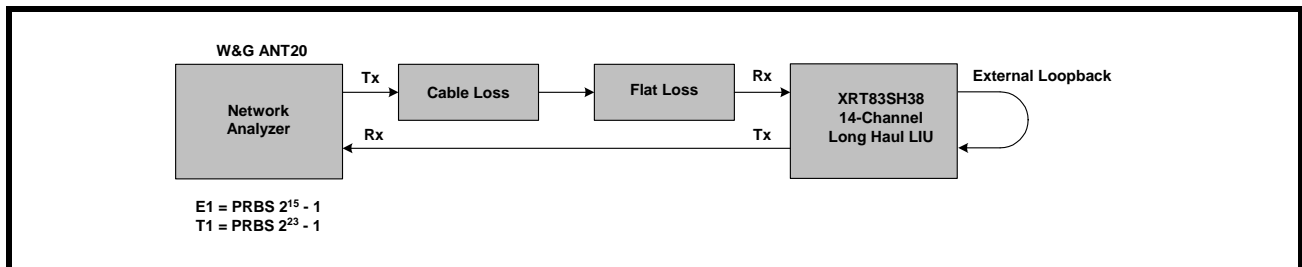 W&G ANT20
Network
Analyzer
Tx
Cable Loss
Flat Loss
Rx
XRT83SH38
14-Channel
Long Haul LIU
External Loopback
Rx
Tx
E1 = PRBS 2¹⁵ - 1
T1 = PRBS 2²³ - 1